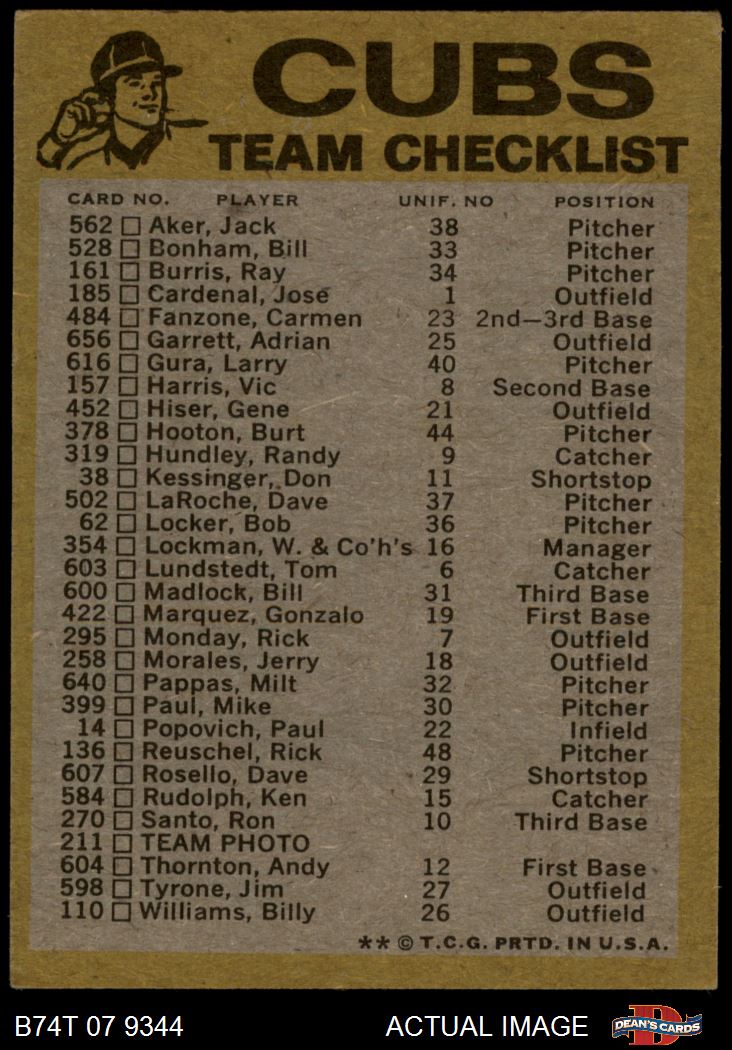 CUBS
TEAM CHECKLIST
CARD NO. PLAYER UNIF. NO POSITION
562 □ Aker, Jack 38 Pitcher
528 □ Bonham, Bill 33 Pitcher
161 □ Burris, Ray 34 Pitcher
185 □ Cardenal, Jose 1 Outfield
484 □ Fanzone, Carmen 23 2nd—3rd Base
656 □ Garrett, Adrian 25 Outfield
616 □ Gura, Larry 40 Pitcher
157 □ Harris, Vic 8 Second Base
452 □ Hiser, Gene 21 Outfield
378 □ Hooton, Burt 44 Pitcher
319 □ Hundley, Randy 9 Catcher
38 □ Kessinger, Don 11 Shortstop
502 □ LaRoche, Dave 37 Pitcher
62 □ Locker, Bob 36 Pitcher
354 □ Lockman, W. & Co'h's 16 Manager
603 □ Lundstedt, Tom 6 Catcher
600 □ Madlock, Bill 31 Third Base
422 □ Marquez, Gonzalo 19 First Base
295 □ Monday, Rick 7 Outfield
258 □ Morales, Jerry 18 Outfield
640 □ Pappas, Milt 32 Pitcher
399 □ Paul, Mike 30 Pitcher
14 □ Popovich, Paul 22 Infield
136 □ Reuschel, Rick 48 Pitcher
607 □ Rosello, Dave 29 Shortstop
584 □ Rudolph, Ken 15 Catcher
270 □ Santo, Ron 10 Third Base
211 □ TEAM PHOTO
604 □ Thornton, Andy 12 First Base
598 □ Tyrone, Jim 27 Outfield
110 □ Williams, Billy 26 Outfield
** © T.C.G. PRTD. IN U.S.A.
B74T 07 9344 ACTUAL IMAGE D DEAN'S CARDS